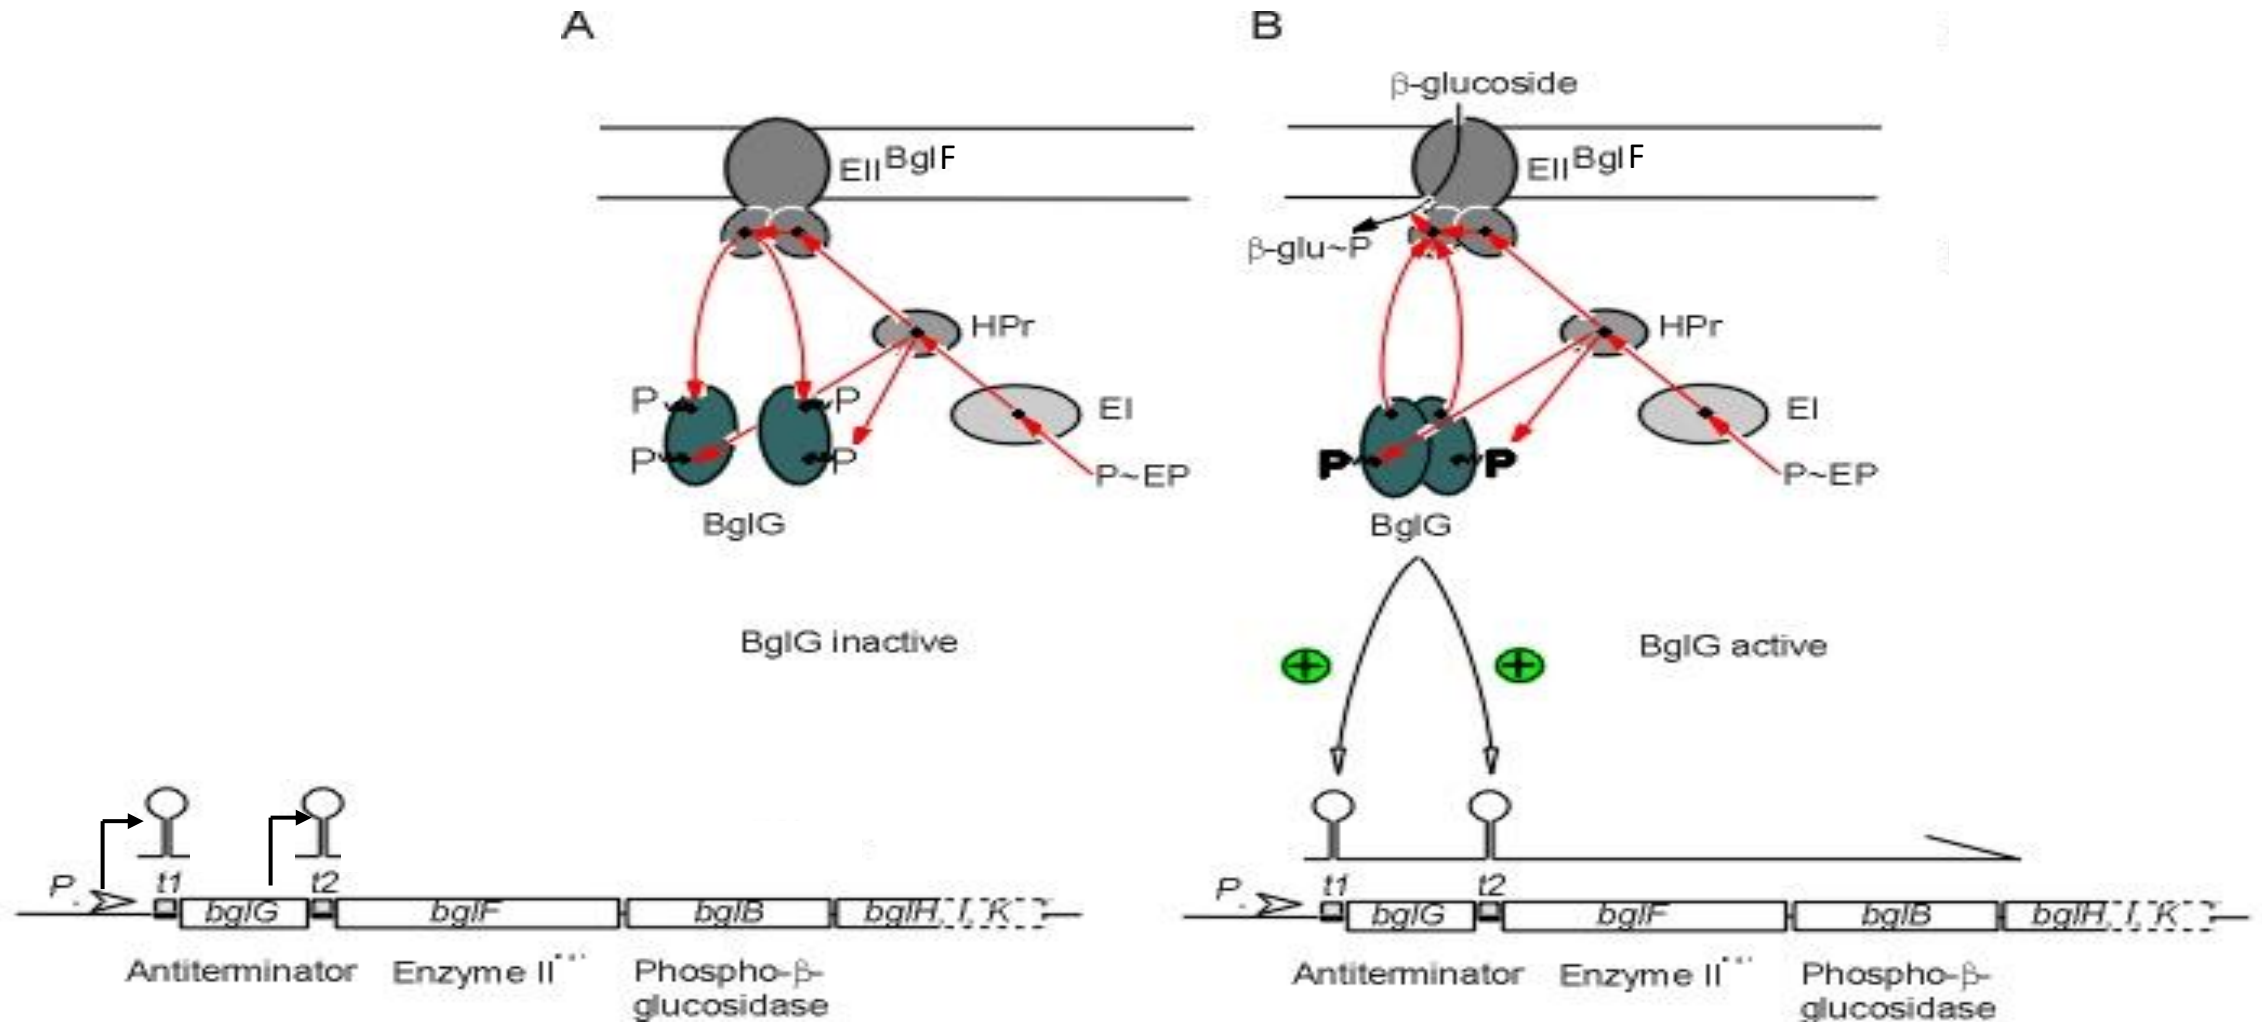 A
EII BglF
HPr
P
P
EI
P
P
P~EP
BglG
BglG inactive
P.
t1
t2
bglG
bglF
bglB
bglH, I, K
Antiterminator
Enzyme II
Phospho-β-
glucosidase
B
β-glucoside
EII BglF
β-glu~P
HPr
EI
P
P
P~EP
BglG
+
+
BglG active
P.
t1
t2
bglG
bglF
bglB
bglH, I, K
Antiterminator
Enzyme II
Phospho-β-
glucosidase